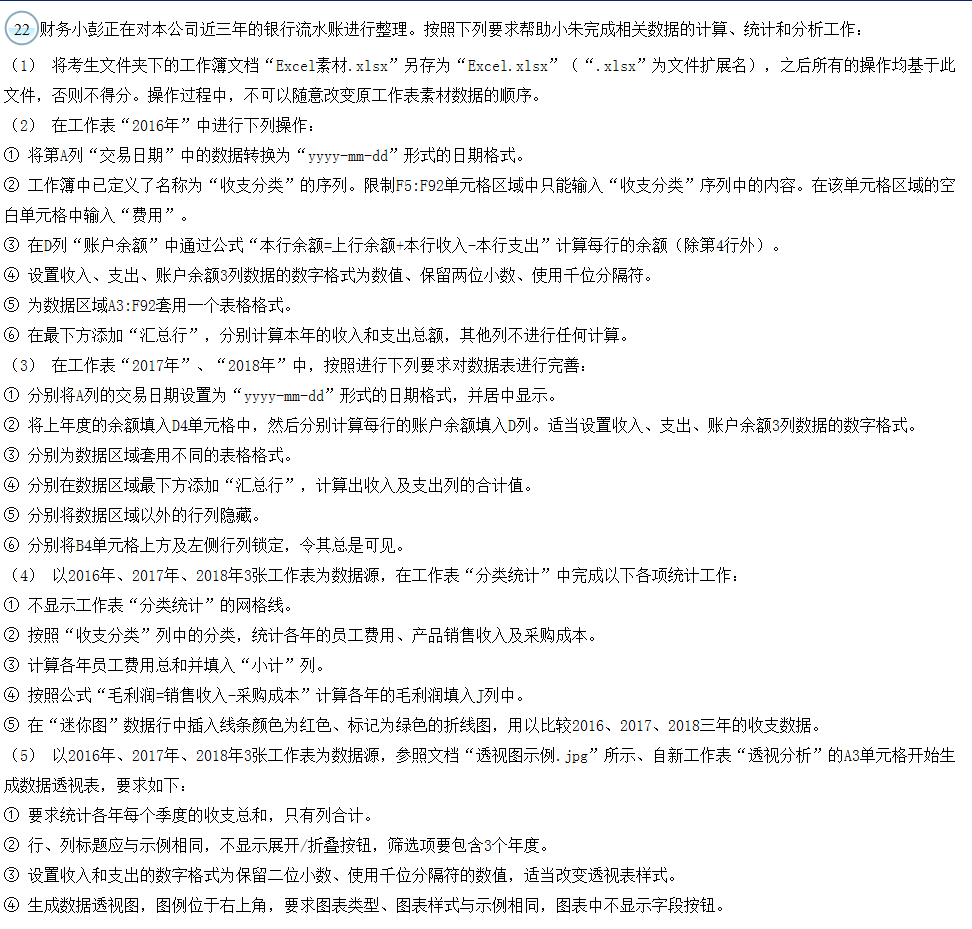 22 财务小彭正在对本公司近三年的银行流水账进行整理。按照下列要求帮助小朱完成相关数据的计算、统计和分析工作:
（1） 将考生文件夹下的工作簿文档“Excel素材.xlsx”另存为“Excel.xlsx”（“.xlsx”为文件扩展名），之后所有的操作均基于此
文件，否则不得分。操作过程中，不可以随意改变原工作表素材数据的顺序。
（2） 在工作表“2016年”中进行下列操作:
① 将第A列“交易日期”中的数据转换为“yyyy-mm-dd”形式的日期格式。
② 工作簿中已定义了名称为“收支分类”的序列。限制F5:F92单元格区域中只能输入“收支分类”序列中的内容。在该单元格区域的空
白单元格中输入“费用”。
③ 在D列“账户余额”中通过公式“本行余额=上行余额+本行收入-本行支出”计算每行的余额（除第4行外）。
④ 设置收入、支出、账户余额3列数据的数字格式为数值、保留两位小数、使用千位分隔符。
⑤ 为数据区域A3:F92套用一个表格格式。
⑥ 在最下方添加“汇总行”，分别计算本年的收入和支出总额，其他列不进行任何计算。
（3） 在工作表“2017年”、“2018年”中，按照进行下列要求对数据表进行完善:
① 分别将A列的交易日期设置为“yyyy-mm-dd”形式的日期格式，并居中显示。
② 将上年度的余额填入D4单元格中，然后分别计算每行的账户余额填入D列。适当设置收入、支出、账户余额3列数据的数字格式。
③ 分别为数据区域套用不同的表格格式。
④ 分别在数据区域最下方添加“汇总行”，计算出收入及支出列的合计值。
⑤ 分别将数据区域以外的行列隐藏。
⑥ 分别将B4单元格上方及左侧行列锁定，令其总是可见。
（4） 以2016年、2017年、2018年3张工作表为数据源，在工作表“分类统计”中完成以下各项统计工作:
① 不显示工作表“分类统计”的网格线。
② 按照“收支分类”列中的分类，统计各年的员工费用、产品销售收入及采购成本。
③ 计算各年员工费用总和并填入“小计”列。
④ 按照公式“毛利润=销售收入-采购成本”计算各年的毛利润填入J列中。
⑤ 在“迷你图”数据行中插入线条颜色为红色、标记为绿色的折线图，用以比较2016、2017、2018三年的收支数据。
（5） 以2016年、2017年、2018年3张工作表为数据源，参照文档“透视图示例.jpg”所示、自新工作表“透视分析”的A3单元格开始生
成数据透视表，要求如下:
① 要求统计各年每个季度的收支总和，只有列合计。
② 行、列标题应与示例相同，不显示展开/折叠按钮，筛选项要包含3个年度。
③ 设置收入和支出的数字格式为保留二位小数、使用千位分隔符的数值，适当改变透视表样式。
④ 生成数据透视图，图例位于右上角，要求图表类型、图表样式与示例相同，图表中不显示字段按钮。